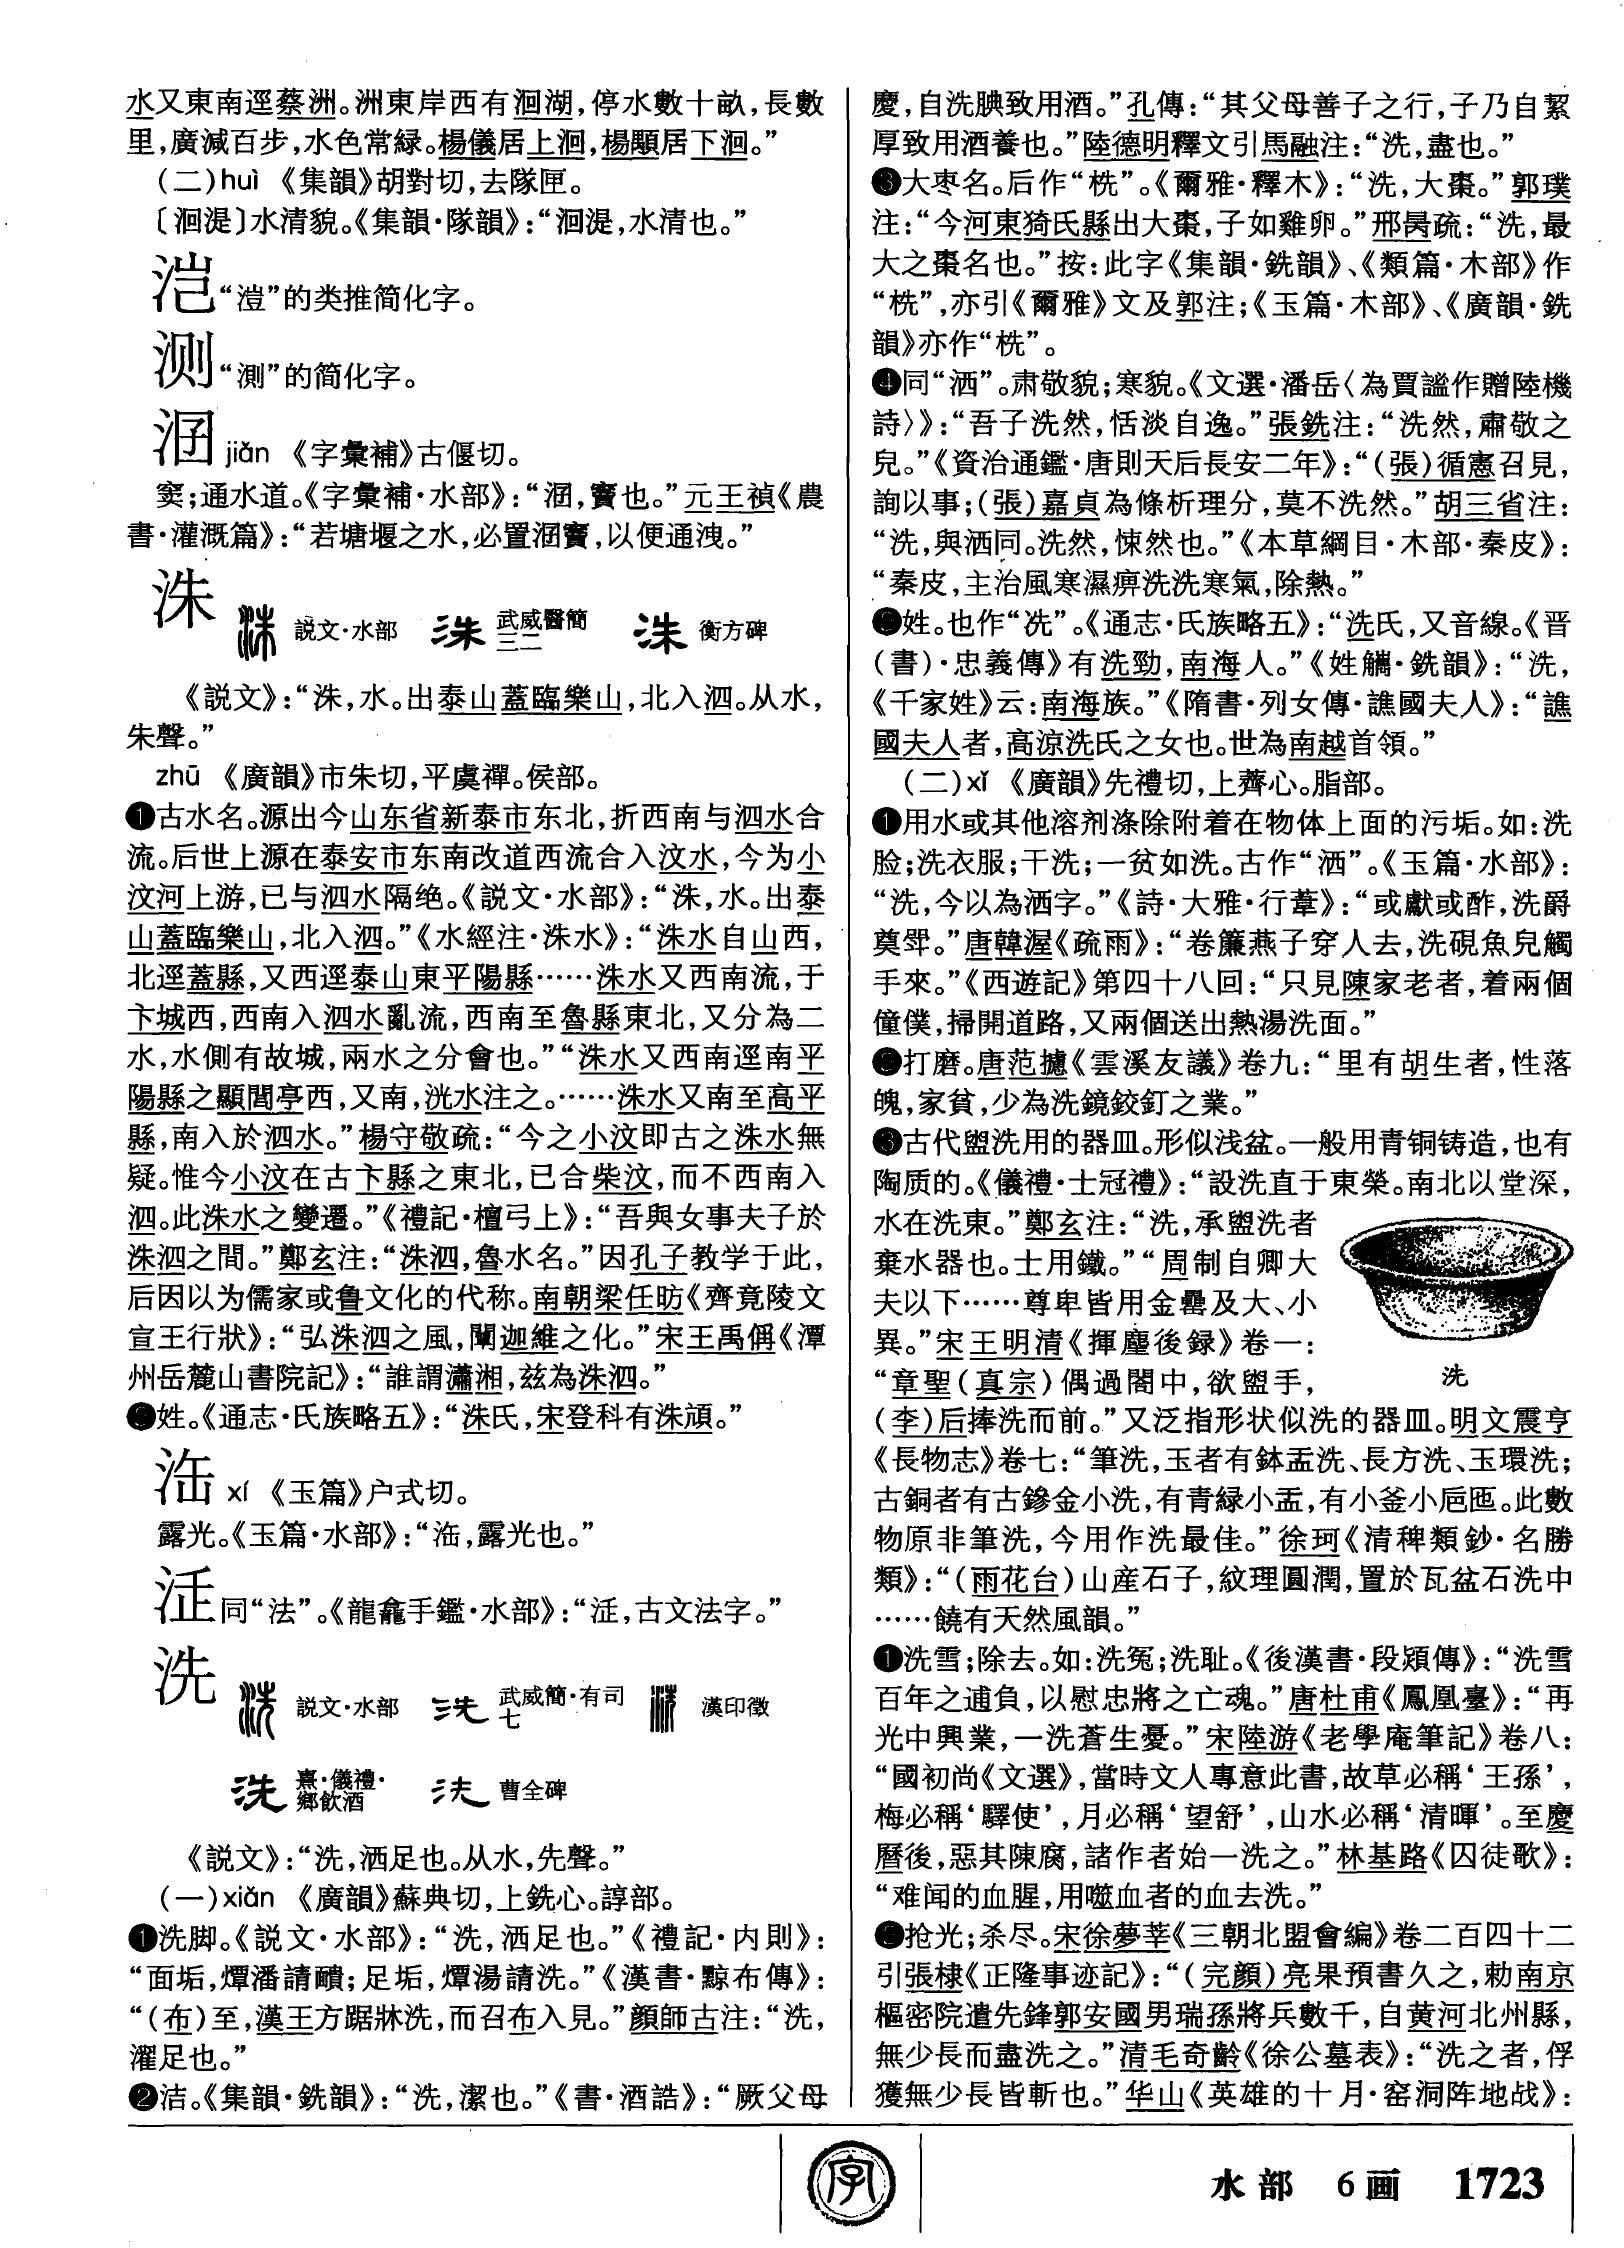 水又東南逕蔡洲。洲東岸西有洄湖，停水數十畝，長數
里，廣減百步，水色常緑。楊儀居上洄，楊顒居下洄。”
（二）huì 《集韻》胡對切，去隊匣。
〔洄湜〕水清貌。《集韻·隊韻》：“洄湜，水清也。”
𣲘“溰”的类推简化字。
测“測”的简化字。
jiǎn 《字彙補》古偃切。
窦；通水道。《字彙補·水部》：“，竇也。”元王禎《農
書·灌溉篇》：“若塘堰之水，必置竇，以便通洩。”
洙 説文·水部 武威醫簡三二 衡方碑
《説文》：“洙，水。出泰山蓋臨樂山，北入泗。从水，
朱聲。”
zhū 《廣韻》市朱切，平虞禪。侯部。
❶古水名。源出今山东省新泰市东北，折西南与泗水合
流。后世上源在泰安市东南改道西流合入汶水，今为小
汶河上游，已与泗水隔绝。《説文·水部》：“洙，水。出泰
山蓋臨樂山，北入泗。”《水經注·洙水》：“洙水自山西，
北逕蓋縣，又西逕泰山東平陽縣……洙水又西南流，于
卞城西，西南入泗水亂流，西南至魯縣東北，又分為二
水，水側有故城，兩水之分會也。”“洙水又西南逕南平
陽縣之顯閭亭西，又南，洸水注之。……洙水又南至高平
縣，南入於泗水。”楊守敬疏：“今之小汶即古之洙水無
疑。惟今小汶在古卞縣之東北，已合柴汶，而不西南入
泗。此洙水之變遷。”《禮記·檀弓上》：“吾與女事夫子於
洙泗之間。”鄭玄注：“洙泗，魯水名。”因孔子教学于此，
后因以为儒家或鲁文化的代称。南朝梁任昉《齊竟陵文
宣王行狀》：“弘洙泗之風，闡迦維之化。”宋王禹偁《潭
州岳麓山書院記》：“誰謂瀟湘，兹為洙泗。”
❷姓。《通志·氏族略五》：“洙氏，宋登科有洙頏。”
xí 《玉篇》户式切。
露光。《玉篇·水部》：“，露光也。”
同“法”。《龍龕手鑑·水部》：“，古文法字。”
洗 説文·水部 武威簡·有司七 漢印徵
熹·儀禮·鄉飲酒 曹全碑
《説文》：“洗，洒足也。从水，先聲。”
（一）xiǎn 《廣韻》蘇典切，上銑心。諄部。
❶洗脚。《説文·水部》：“洗，洒足也。”《禮記·内則》：
“面垢，燂潘請靧；足垢，燂湯請洗。”《漢書·黥布傳》：
“（布）至，漢王方踞牀洗，而召布入見。”顔師古注：“洗，
濯足也。”
❷洁。《集韻·銑韻》：“洗，潔也。”《書·酒誥》：“厥父母
慶，自洗腆致用酒。”孔傳：“其父母善子之行，子乃自絜
厚致用酒養也。”陸德明釋文引馬融注：“洗，盡也。”
❸大枣名。后作“桄”。《爾雅·釋木》：“洗，大棗。”郭璞
注：“今河東猗氏縣出大棗，子如雞卵。”邢昺疏：“洗，最
大之棗名也。”按：此字《集韻·銑韻》、《類篇·木部》作
“㭠”，亦引《爾雅》文及郭注；《玉篇·木部》、《廣韻·銑
韻》亦作“㭠”。
❹同“洒”。肃敬貌；寒貌。《文選·潘岳〈為賈謐作贈陸機
詩〉》：“吾子洗然，恬淡自逸。”張銑注：“洗然，肅敬之
皃。”《資治通鑑·唐則天后長安二年》：“（張）循憲召見，
詢以事；（張）嘉貞為條析理分，莫不洗然。”胡三省注：
“洗，與洒同。洗然，悚然也。”《本草綱目·木部·秦皮》：
“秦皮，主治風寒濕痹洗洗寒氣，除熱。”
❺姓。也作“冼”。《通志·氏族略五》：“洗氏，又音線。《晋
（書）·忠義傳》有洗勁，南海人。”《姓觿·銑韻》：“洗，
《千家姓》云：南海族。”《隋書·列女傳·譙國夫人》：“譙
國夫人者，高涼洗氏之女也。世為南越首領。”
（二）xǐ 《廣韻》先禮切，上薺心。脂部。
❶用水或其他溶剂涤除附着在物体上面的污垢。如：洗
脸；洗衣服；干洗；一贫如洗。古作“洒”。《玉篇·水部》：
“洗，今以為洒字。”《詩·大雅·行葦》：“或獻或酢，洗爵
奠斝。”唐韓渥《疏雨》：“卷簾燕子穿人去，洗硯魚兒觸
手來。”《西遊記》第四十八回：“只見陳家老者，着兩個
僮僕，掃開道路，又兩個送出熱湯洗面。”
❷打磨。唐范攄《雲溪友議》卷九：“里有胡生者，性落
魄，家貧，少為洗鏡鉸釘之業。”
❸古代盥洗用的器皿。形似浅盆。一般用青铜铸造，也有
陶质的。《儀禮·士冠禮》：“設洗直于東榮。南北以堂深，
水在洗東。”鄭玄注：“洗，承盥洗者
棄水器也。士用鐵。”“周制自卿大
夫以下……尊卑皆用金罍及大、小
異。”宋王明清《揮麈後録》卷一：
“章聖（真宗）偶過閤中，欲盥手，
洗
（李）后捧洗而前。”又泛指形状似洗的器皿。明文震亨
《長物志》卷七：“筆洗，玉者有鉢盂洗、長方洗、玉環洗；
古銅者有古鏒金小洗，有青緑小盂，有小釜小巵匜。此數
物原非筆洗，今用作洗最佳。”徐珂《清稗類鈔·名勝
類》：“（雨花台）山産石子，紋理圓潤，置於瓦盆石洗中
……饒有天然風韻。”
❹洗雪；除去。如：洗冤；洗耻。《後漢書·段熲傳》：“洗雪
百年之逋負，以慰忠將之亡魂。”唐杜甫《鳳凰臺》：“再
光中興業，一洗蒼生憂。”宋陸游《老學庵筆記》卷八：
“國初尚《文選》，當時文人專意此書，故草必稱‘王孫’，
梅必稱‘驛使’，月必稱‘望舒’，山水必稱‘清暉’。至慶
曆後，惡其陳腐，諸作者始一洗之。”林基路《囚徒歌》：
“难闻的血腥，用噬血者的血去洗。”
❺抢光；杀尽。宋徐夢莘《三朝北盟會編》卷二百四十二
引張棣《正隆事迹記》：“（完顔）亮果預書久之，勑南京
樞密院遣先鋒郭安國男瑞孫將兵數千，自黄河北州縣，
無少長而盡洗之。”清毛奇齡《徐公墓表》：“洗之者，俘
獲無少長皆斬也。”华山《英雄的十月·窑洞阵地战》：
字
水部 6画 1723